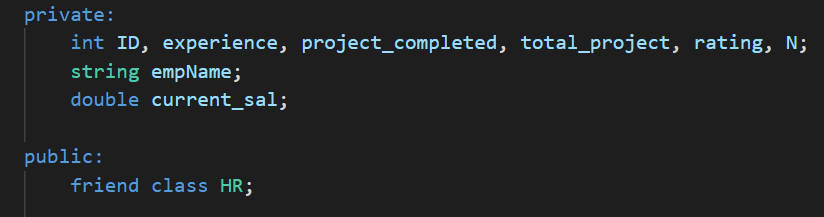 private:
int ID, experience, project_completed, total_project, rating, N;
string empName;
double current_sal;
public:
friend class HR;